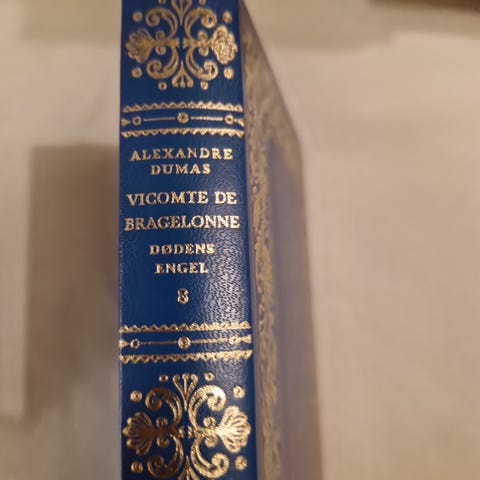 ALEXANDRE
DUMAS
VICOMTE DE
BRAGELONNE
DØDENS
ENGEL
8